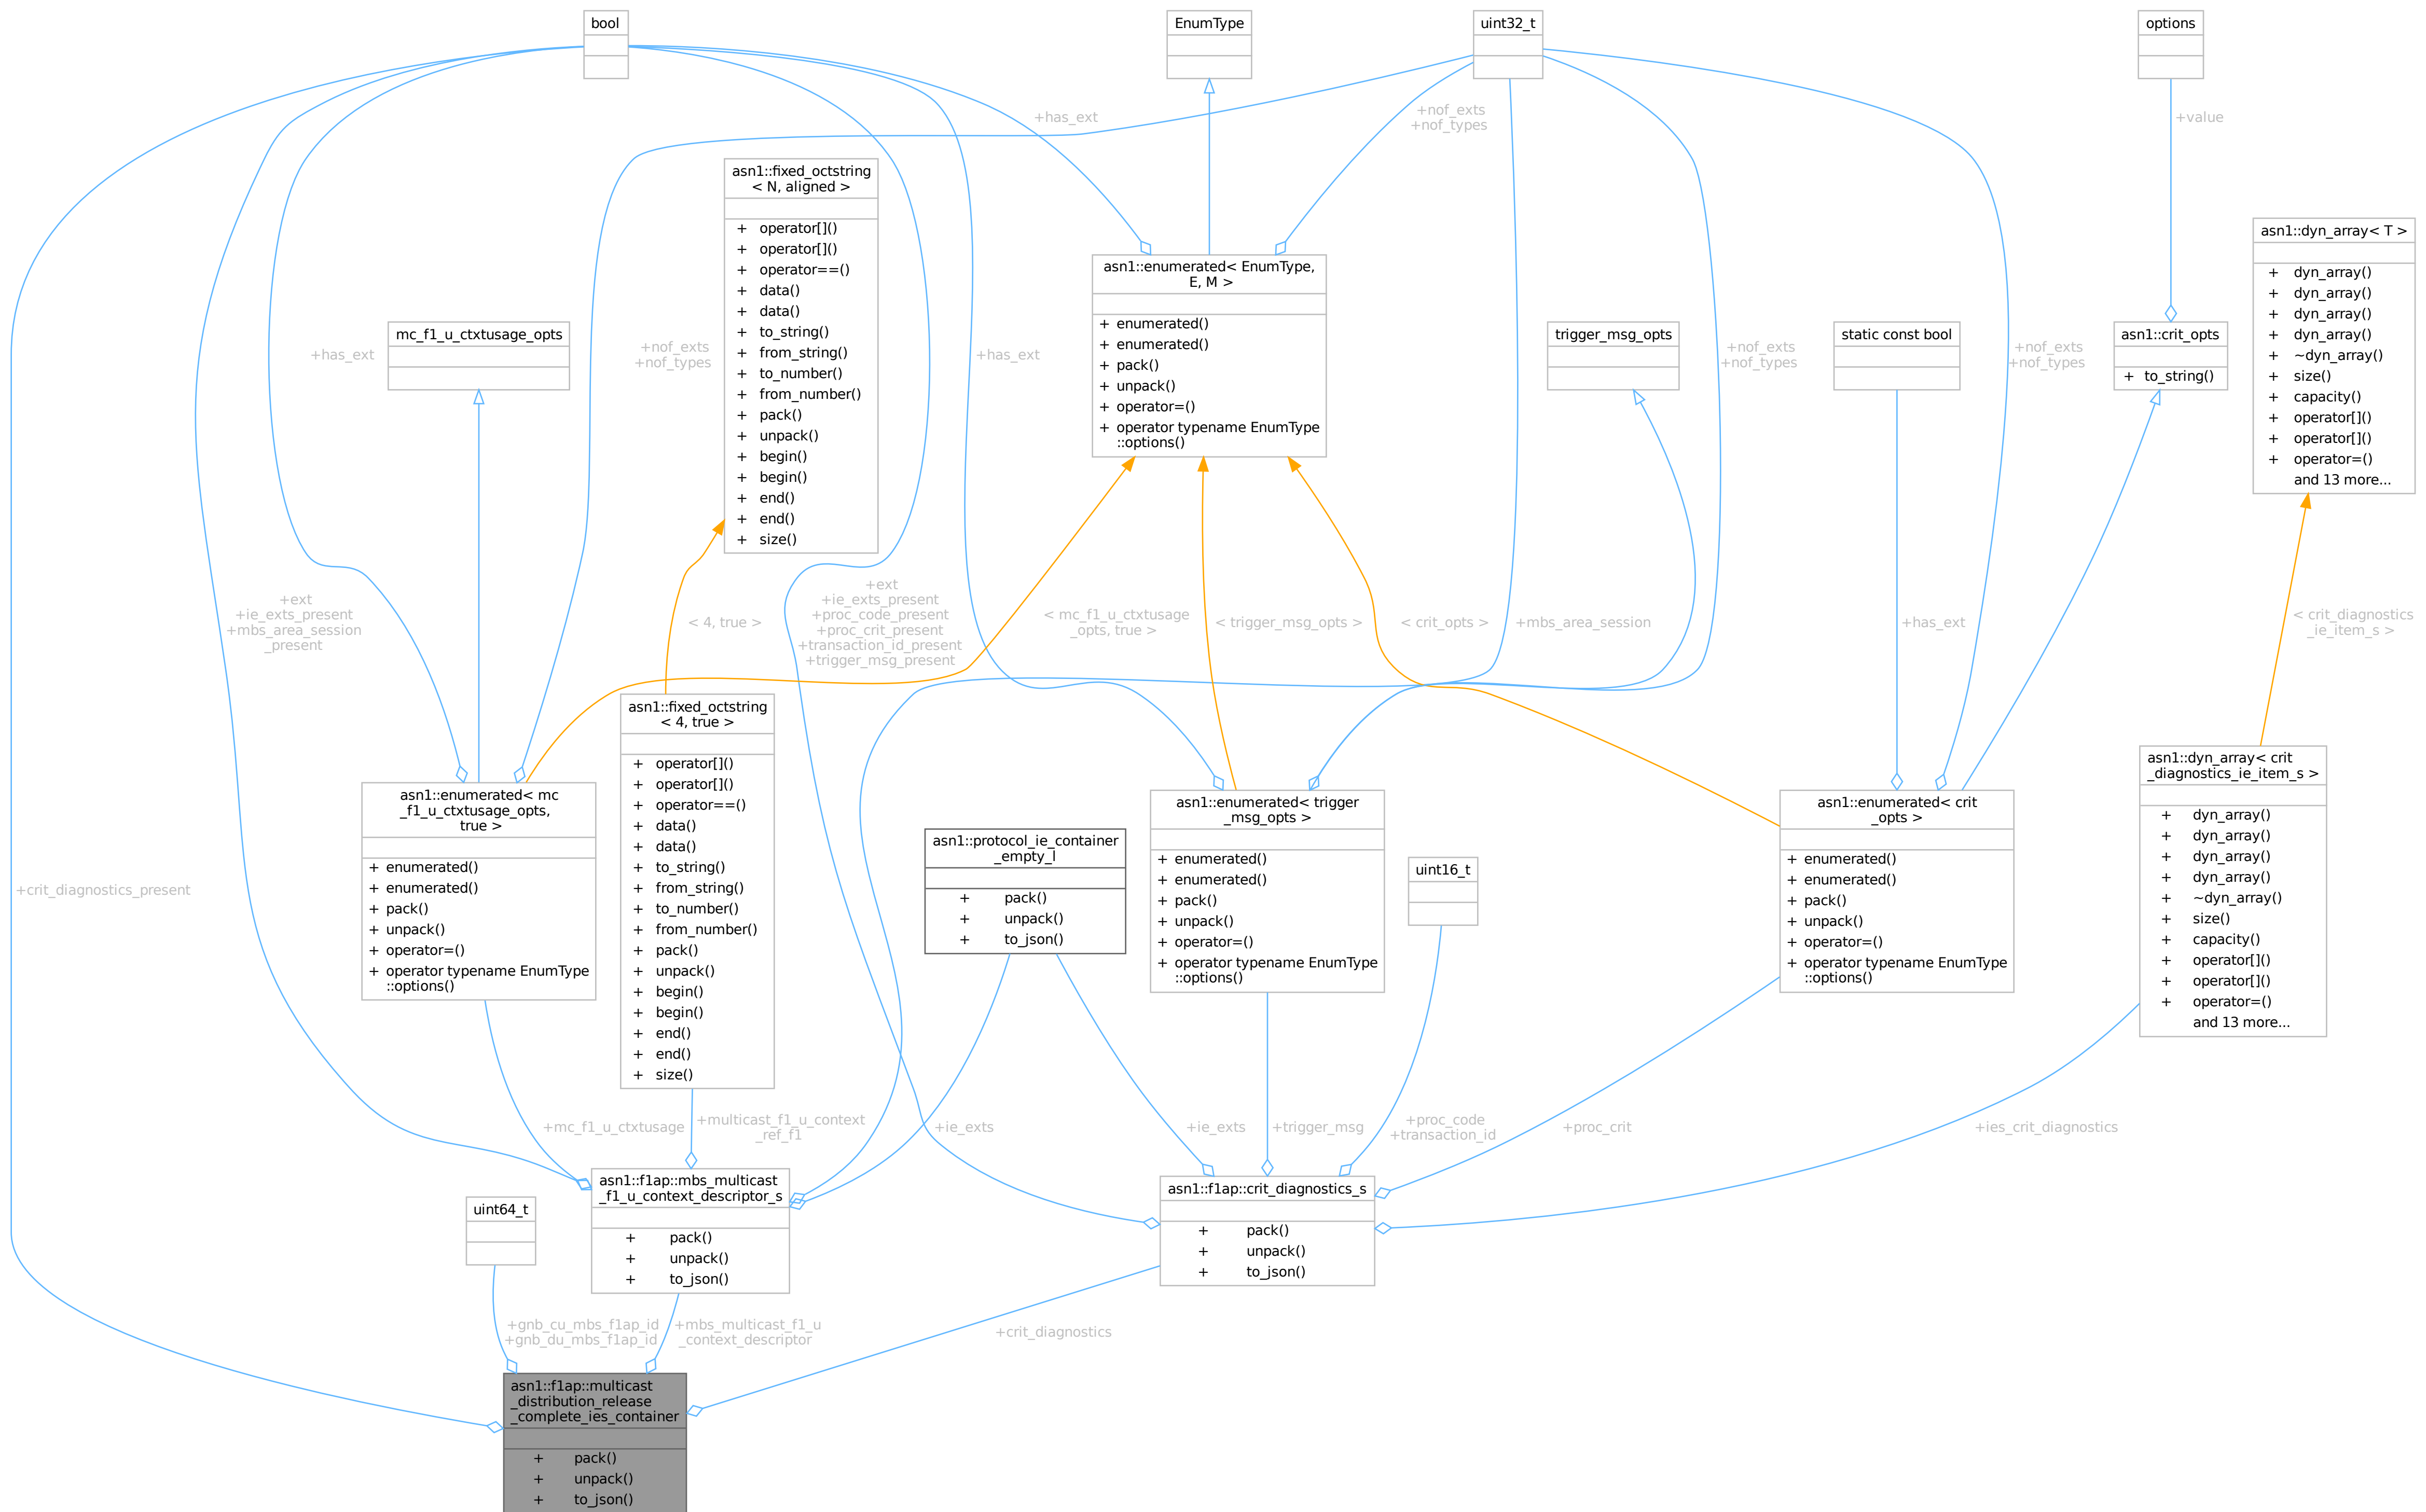 bool
EnumType
uint32_t
options
+has_ext
+nof_exts
+nof_types
+value
asn1::fixed_octstring
< N, aligned >
+ operator[]()
+ operator[]()
+ operator==()
+ data()
+ data()
+ to_string()
+ from_string()
+ to_number()
+ from_number()
+ pack()
+ unpack()
+ begin()
+ begin()
+ end()
+ end()
+ size()
asn1::enumerated< EnumType,
E, M >
+ enumerated()
+ enumerated()
+ pack()
+ unpack()
+ operator=()
+ operator typename EnumType
::options()
asn1::dyn_array< T >
+ dyn_array()
+ dyn_array()
+ dyn_array()
+ dyn_array()
+ ~dyn_array()
+ size()
+ capacity()
+ operator[]()
+ operator[]()
+ operator=()
and 13 more...
mc_f1_u_ctxtusage_opts
trigger_msg_opts
static const bool
asn1::crit_opts
+ to_string()
+has_ext
+nof_exts
+nof_types
+has_ext
+nof_exts
+nof_types
+nof_exts
+nof_types
+ext
+ie_exts_present
+mbs_area_session
_present
< 4, true >
+ext
+ie_exts_present
+proc_code_present
+proc_crit_present
+transaction_id_present
+trigger_msg_present
< mc_f1_u_ctxtusage
_opts, true >
< trigger_msg_opts >
< crit_opts >
+mbs_area_session
+has_ext
< crit_diagnostics
_ie_item_s >
asn1::enumerated< mc
_f1_u_ctxtusage_opts,
true >
+ enumerated()
+ enumerated()
+ pack()
+ unpack()
+ operator=()
+ operator typename EnumType
::options()
asn1::fixed_octstring
< 4, true >
+ operator[]()
+ operator[]()
+ operator==()
+ data()
+ data()
+ to_string()
+ from_string()
+ to_number()
+ from_number()
+ pack()
+ unpack()
+ begin()
+ begin()
+ end()
+ end()
+ size()
asn1::protocol_ie_container
_empty_l
+ pack()
+ unpack()
+ to_json()
asn1::enumerated< trigger
_msg_opts >
+ enumerated()
+ enumerated()
+ pack()
+ unpack()
+ operator=()
+ operator typename EnumType
::options()
uint16_t
asn1::enumerated< crit
_opts >
+ enumerated()
+ enumerated()
+ pack()
+ unpack()
+ operator=()
+ operator typename EnumType
::options()
asn1::dyn_array< crit
_diagnostics_ie_item_s >
+ dyn_array()
+ dyn_array()
+ dyn_array()
+ dyn_array()
+ ~dyn_array()
+ size()
+ capacity()
+ operator[]()
+ operator[]()
+ operator=()
and 13 more...
+crit_diagnostics_present
+mc_f1_u_ctxtusage
+multicast_f1_u_context
_ref_f1
+ie_exts
+ie_exts
+trigger_msg
+proc_code
+transaction_id
+proc_crit
+ies_crit_diagnostics
uint64_t
asn1::f1ap::mbs_multicast
_f1_u_context_descriptor_s
+ pack()
+ unpack()
+ to_json()
asn1::f1ap::crit_diagnostics_s
+ pack()
+ unpack()
+ to_json()
+gnb_cu_mbs_f1ap_id
+gnb_du_mbs_f1ap_id
+mbs_multicast_f1_u
_context_descriptor
+crit_diagnostics
asn1::f1ap::multicast
_distribution_release
_complete_ies_container
+ pack()
+ unpack()
+ to_json()